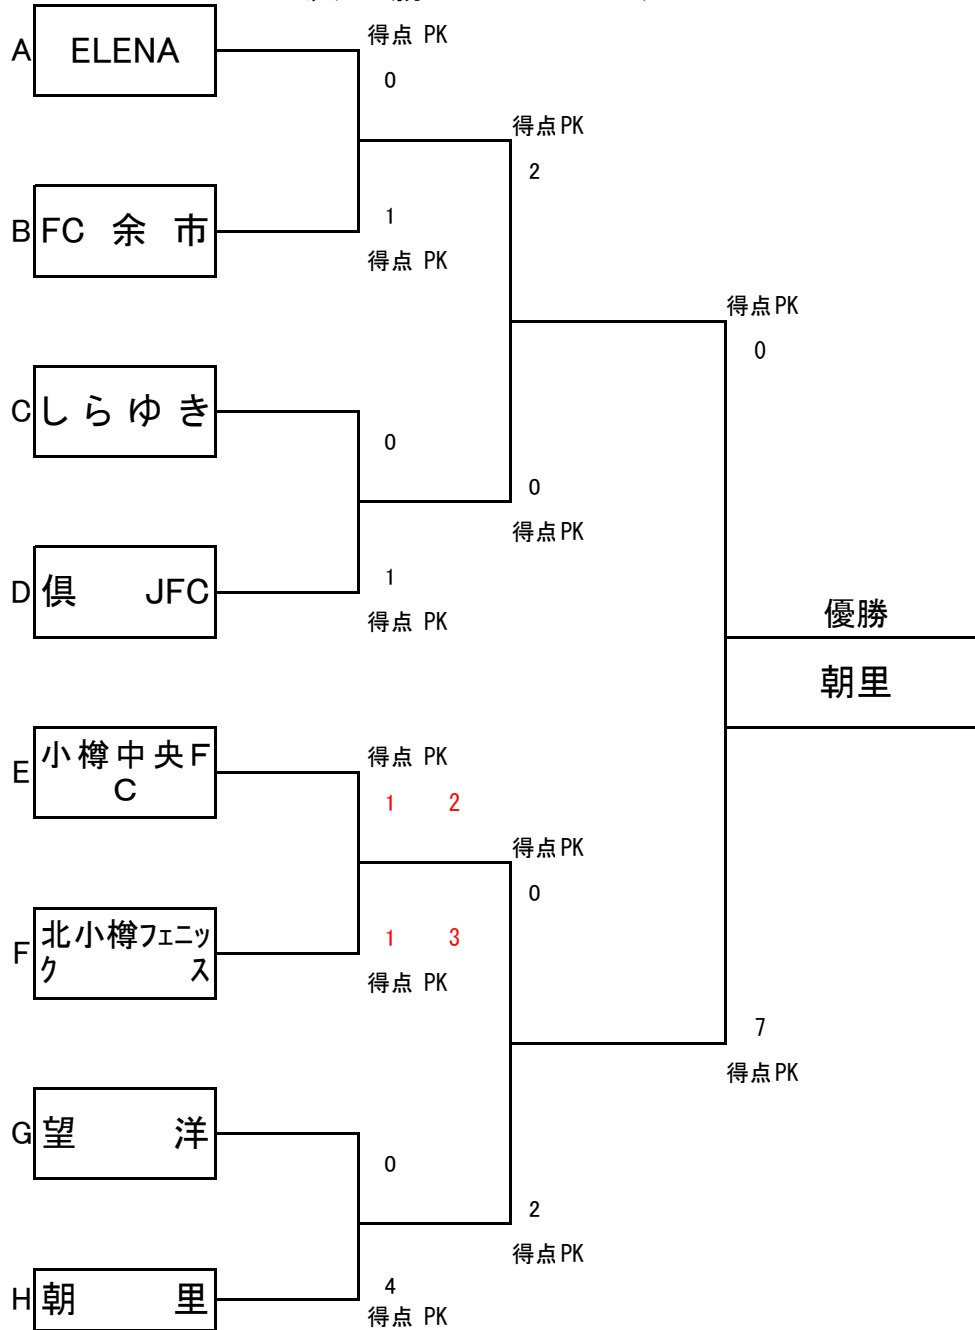 得点 PK
A ELENA
0
得点PK
2
1
B FC 余 市
得点 PK
得点PK
0
C しらゆき
0
0
得点PK
1
D 倶 JFC
得点 PK
優勝
朝里
小樽中央F
E
C
得点 PK
1 2
得点PK
0
北小樽フェニッ
F
クス
1 3
得点 PK
7
得点PK
G 望 洋
0
2
得点PK
4
H 朝 里
得点 PK